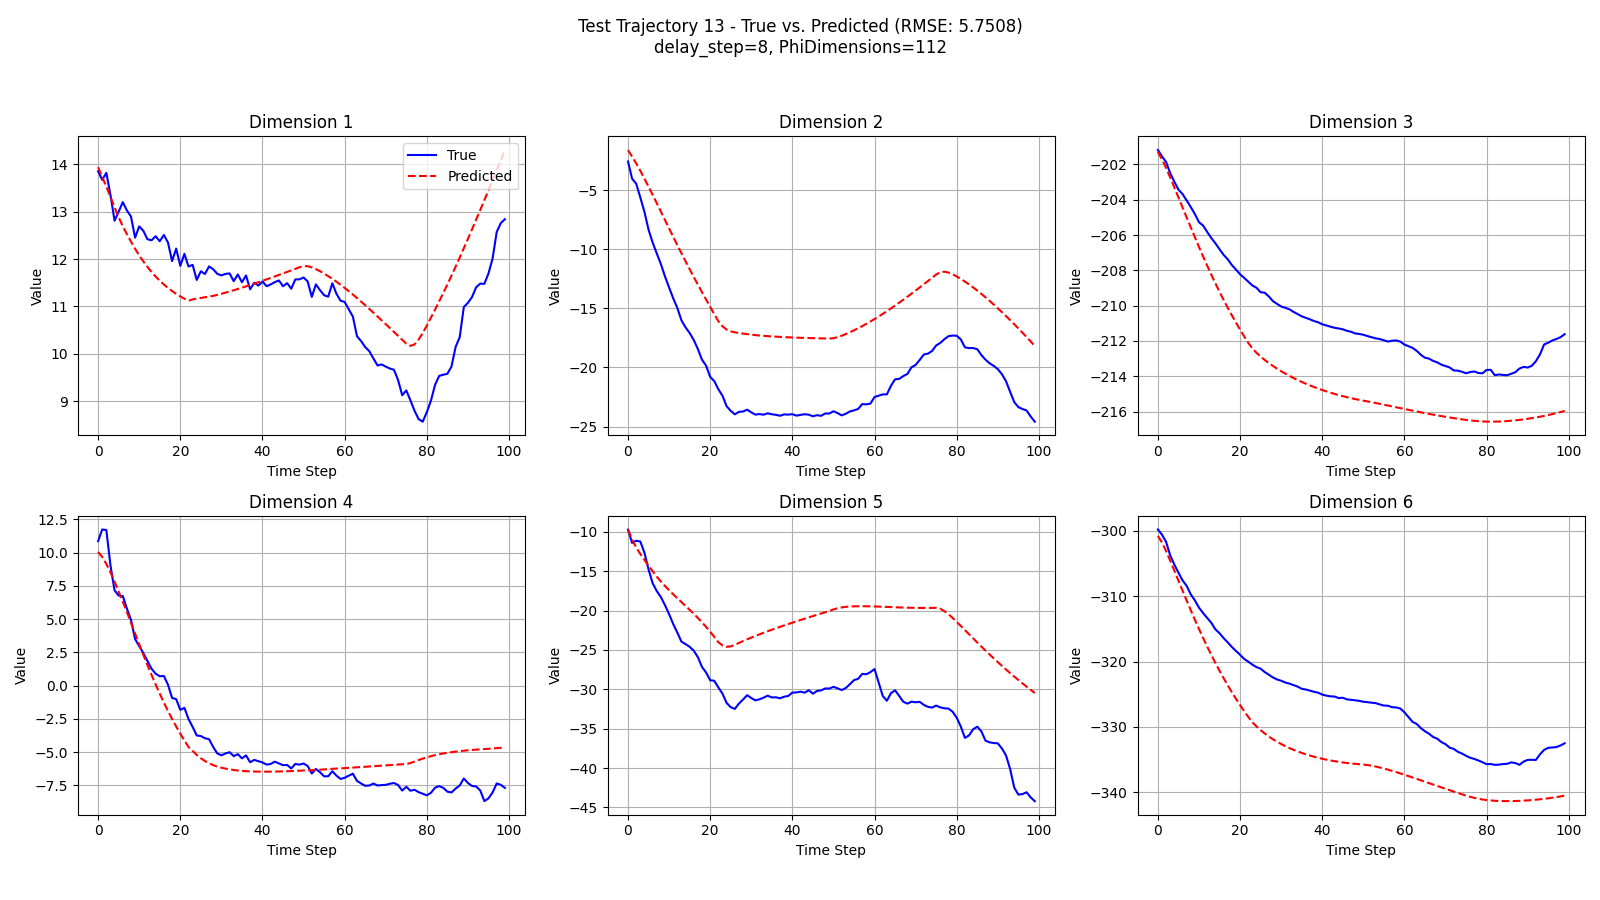 Test Trajectory 13 - True vs. Predicted (RMSE: 5.7508)
delay_step=8, PhiDimensions=112
Dimension 1
Value
14
13
12
11
10
9
0 20 40 60 80 100
Time Step
True
Predicted
Dimension 2
Value
−5
−10
−15
−20
−25
0 20 40 60 80 100
Time Step
Dimension 3
Value
−202
−204
−206
−208
−210
−212
−214
−216
0 20 40 60 80 100
Time Step
Dimension 4
Value
12.5
10.0
7.5
5.0
2.5
0.0
−2.5
−5.0
−7.5
0 20 40 60 80 100
Time Step
Dimension 5
Value
−10
−15
−20
−25
−30
−35
−40
−45
0 20 40 60 80 100
Time Step
Dimension 6
Value
−300
−310
−320
−330
−340
0 20 40 60 80 100
Time Step